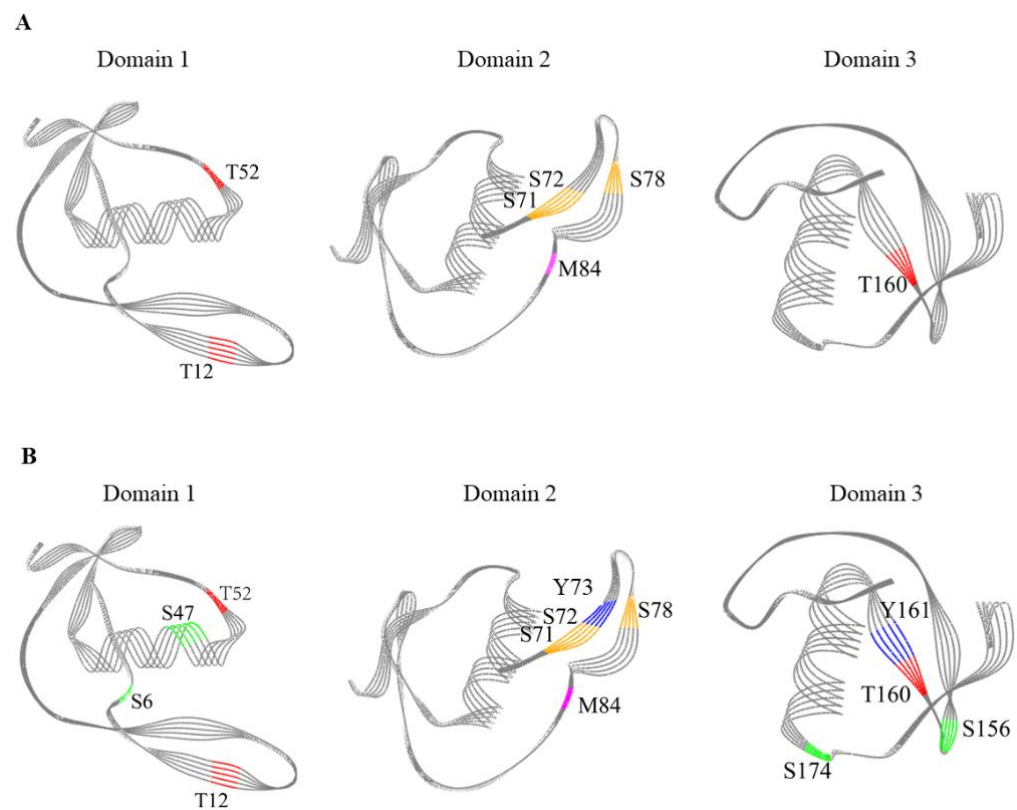 A
Domain 1
Domain 2
Domain 3
T52
S72
S71
S78
M84
T160
T12
B
Domain 1
Domain 2
Domain 3
T52
S47
S6
T12
Y73
S72
S71
S78
M84
Y161
T160
S156
S174